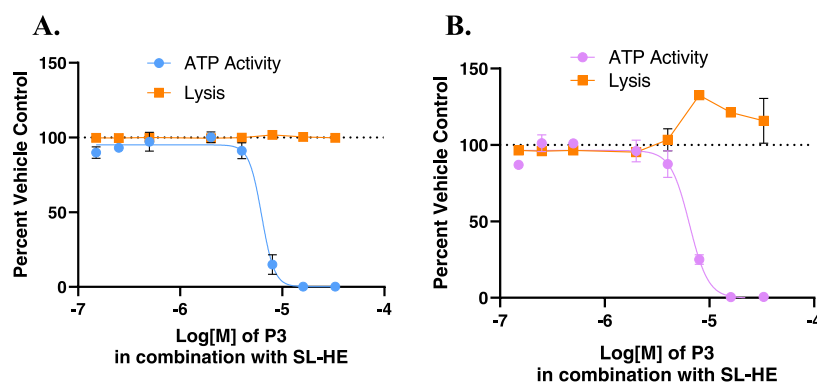 A.
ATP Activity
Lysis
150
100
50
0
Percent Vehicle Control
-7
-6
-5
-4
Log[M] of P3
in combination with SL-HE
B.
ATP Activity
Lysis
150
100
50
0
Percent Vehicle Control
-7
-6
-5
-4
Log[M] of P3
in combination with SL-HE